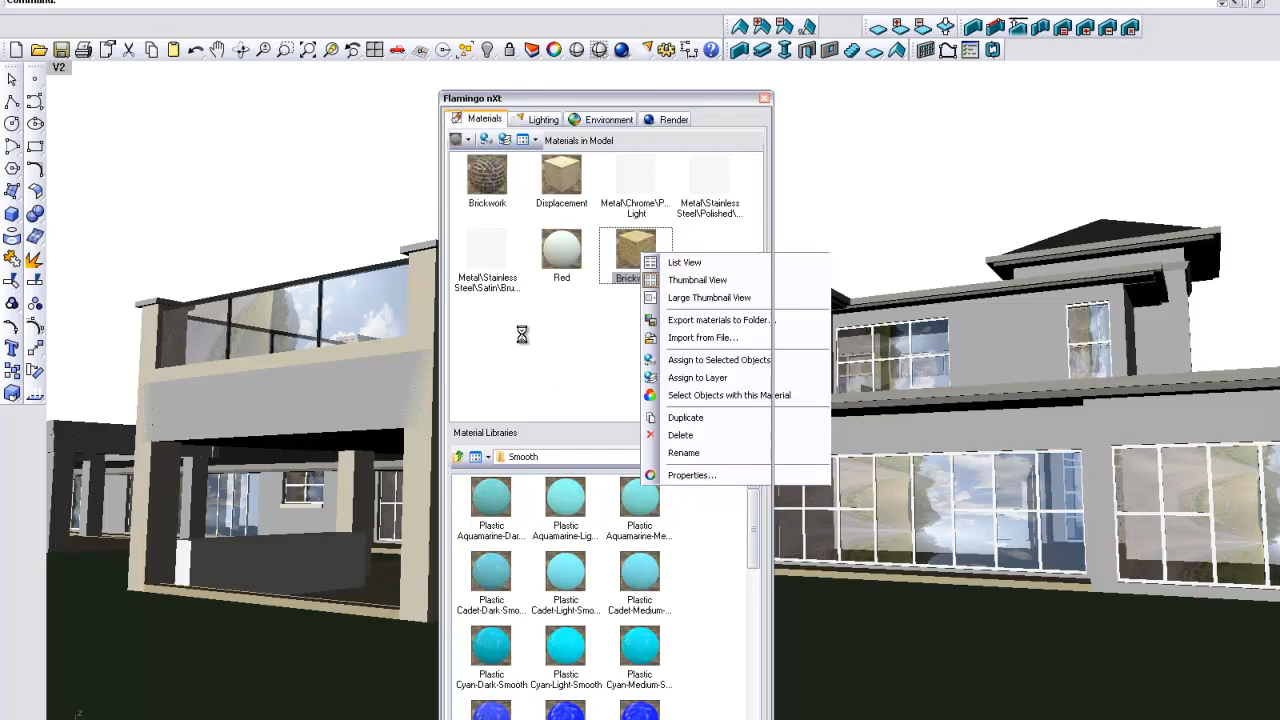 Command:
V2
Flamingo nXt
Materials
Lighting
Environment
Render
Materials in Model
Brickwork
Displacement
Metal\Chrome\P...
Light
Metal\Stainless
Steel\Polished\...
Metal\Stainless
Steel\Satin\Bru...
Red
List View
Thumbnail View
Large Thumbnail View
Export materials to Folder...
Import from File...
Assign to Selected Objects
Assign to Layer
Select Objects with this Material
Duplicate
Delete
Rename
Properties...
Material Libraries
Smooth
Plastic
Aquamarine-Dar...
Plastic
Aquamarine-Lig...
Plastic
Aquamarine-Me...
Plastic
Cadet-Dark-Smo...
Plastic
Cadet-Light-Smo...
Plastic
Cadet-Medium-...
Plastic
Cyan-Dark-Smooth
Plastic
Cyan-Light-Smooth
Plastic
Cyan-Medium-S...
z